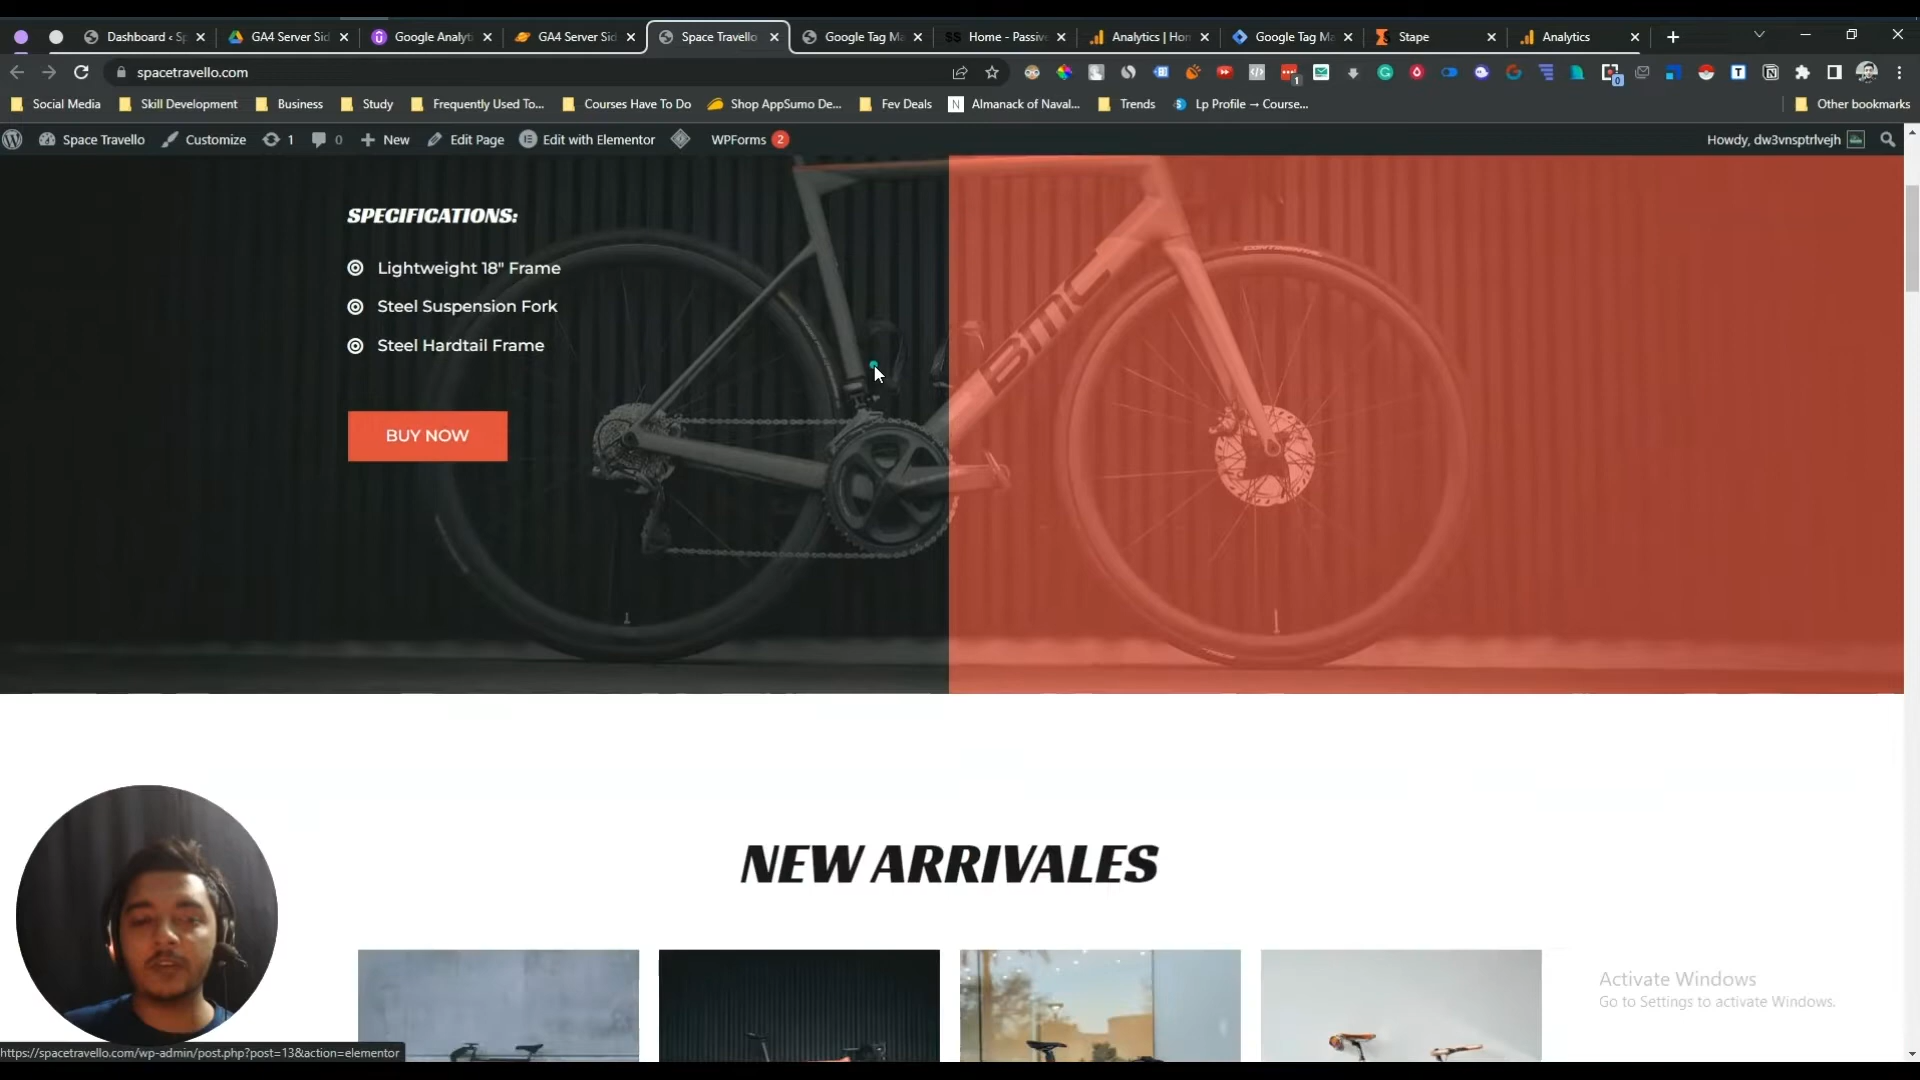 Dashboard ‹ Sp
GA4 Server Sid
Google Analyti
GA4 Server Sid
Space Travello
Google Tag Ma
SS Home - Passiv
Analytics | Hon
Google Tag Ma
Stape
Analytics
spacetravello.com
Social Media
Skill Development
Business
Study
Frequently Used To...
Courses Have To Do
Shop AppSumo De...
Fev Deals
Almanack of Naval...
Trends
Lp Profile → Course...
Other bookmarks
Space Travello
Customize
1
0
New
Edit Page
Edit with Elementor
WPForms 2
Howdy, dw3vnsptrlvejh
SPECIFICATIONS:
Lightweight 18" Frame
Steel Suspension Fork
Steel Hardtail Frame
BUY NOW
BMC
NEW ARRIVALES
Activate Windows
Go to Settings to activate Windows.
https://spacetravello.com/wp-admin/post.php?post=13&action=elementor